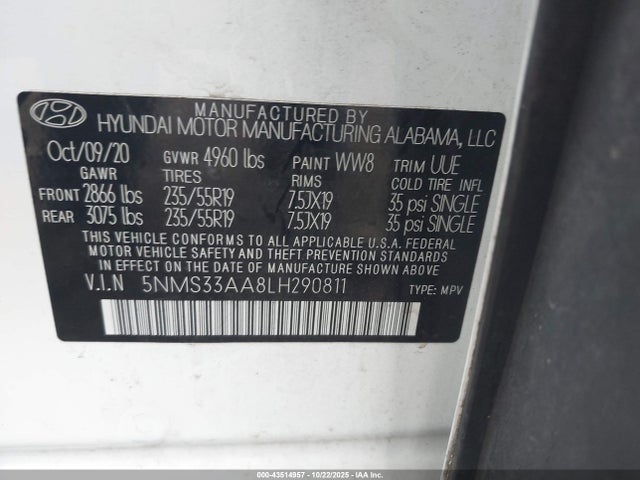 MANUFACTURED BY
HYUNDAI MOTOR MANUFACTURING ALABAMA, LLC
Oct/09/20 GVWR 4960 lbs PAINT WW8 TRIM UUE
GAWR TIRES RIMS COLD TIRE INFL
FRONT 2866 lbs 235/55R19 7.5JX19 35 psi SINGLE
REAR 3075 lbs 235/55R19 7.5JX19 35 psi SINGLE
THIS VEHICLE CONFORMS TO ALL APPLICABLE U.S.A. FEDERAL
MOTOR VEHICLE SAFETY, BUMPER, AND THEFT PREVENTION STANDARDS
IN EFFECT ON THE DATE OF MANUFACTURE SHOWN ABOVE.
V.I.N 5NMS33AA8LH290811 TYPE: MPV
000-43514957 - 10/22/2025 - IAAI.COM